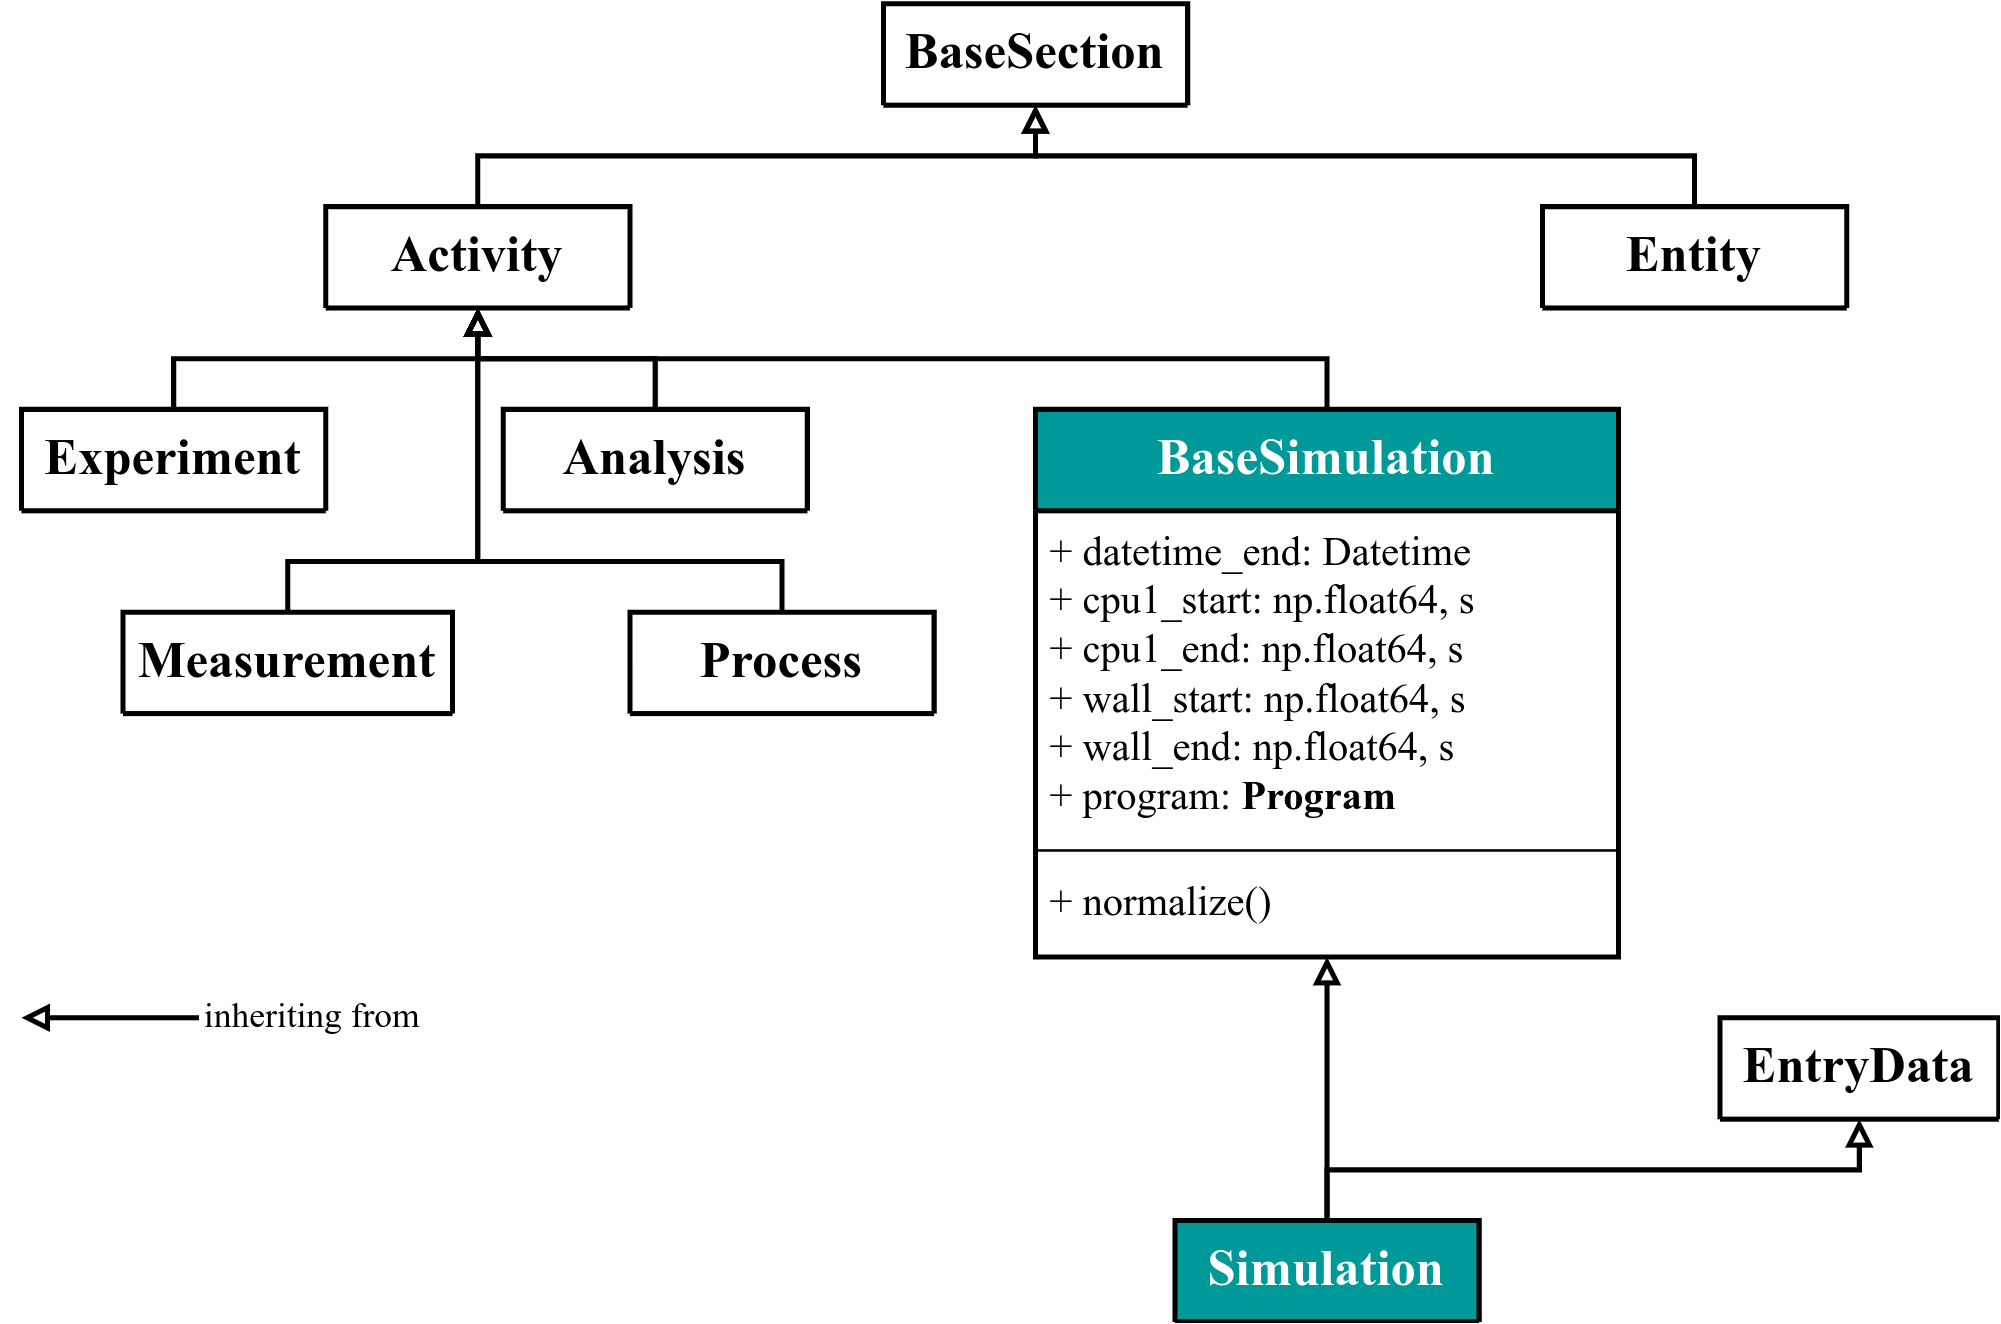 BaseSection
Activity
Entity
Experiment
Analysis
BaseSimulation
+ datetime_end: Datetime
+ cpu1_start: np.float64, s
+ cpu1_end: np.float64, s
+ wall_start: np.float64, s
+ wall_end: np.float64, s
+ program: Program
+ normalize()
Measurement
Process
inheriting from
EntryData
Simulation